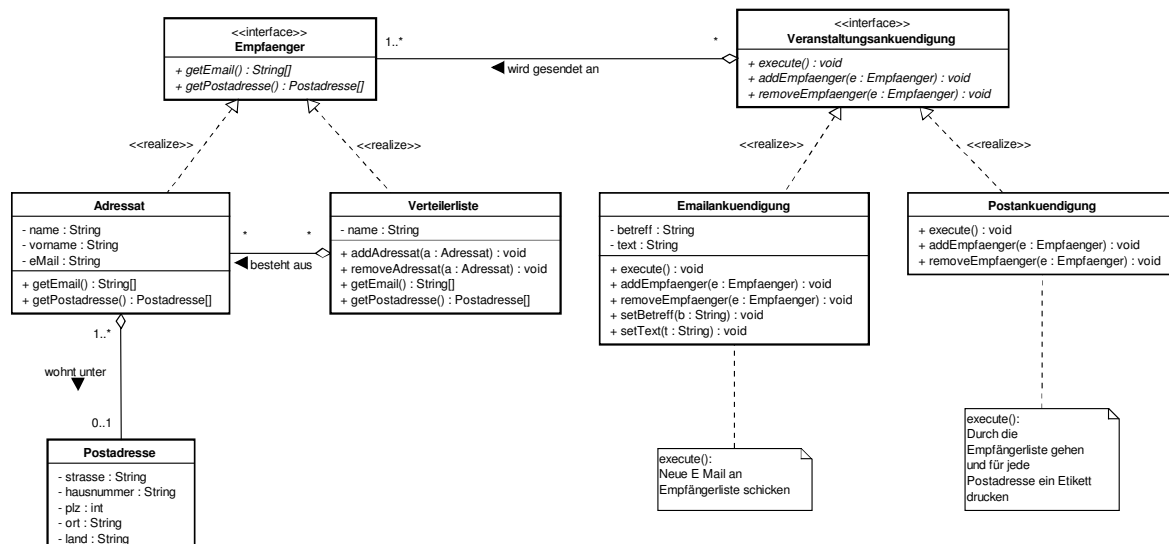 <<interface>>
Empfaenger
+ getEmail() : String[]
+ getPostadresse() : Postadresse[]
1..*
*
wird gesendet an
<<interface>>
Veranstaltungsankuendigung
+ execute() : void
+ addEmpfaenger(e : Empfaenger) : void
+ removeEmpfaenger(e : Empfaenger) : void
<<realize>>
<<realize>>
<<realize>>
<<realize>>
Adressat
- name : String
- vorname : String
- eMail : String
+ getEmail() : String[]
+ getPostadresse() : Postadresse[]
*
*
besteht aus
Verteilerliste
- name : String
+ addAdressat(a : Adressat) : void
+ removeAdressat(a : Adressat) : void
+ getEmail() : String[]
+ getPostadresse() : Postadresse[]
Emailankuendigung
- betreff : String
- text : String
+ execute() : void
+ addEmpfaenger(e : Empfaenger) : void
+ removeEmpfaenger(e : Empfaenger) : void
+ setBetreff(b : String) : void
+ setText(t : String) : void
Postankuendigung
+ execute() : void
+ addEmpfaenger(e : Empfaenger) : void
+ removeEmpfaenger(e : Empfaenger) : void
1..*
wohnt unter
0..1
Postadresse
- strasse : String
- hausnummer : String
- plz : int
- ort : String
- land : String
execute():
Neue E Mail an
Empfängerliste schicken
execute():
Durch die
Empfängerliste gehen
und für jede
Postadresse ein Etikett
drucken